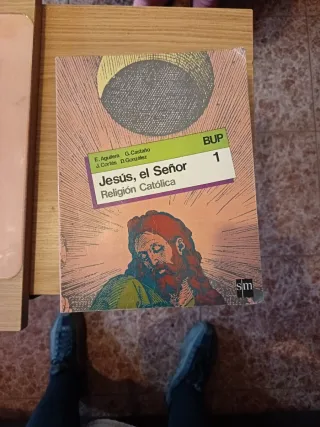 E. Aguilera G. Castaño
J. Cortés D. González
BUP
Jesús, el Señor 1
Religión Católica
sm